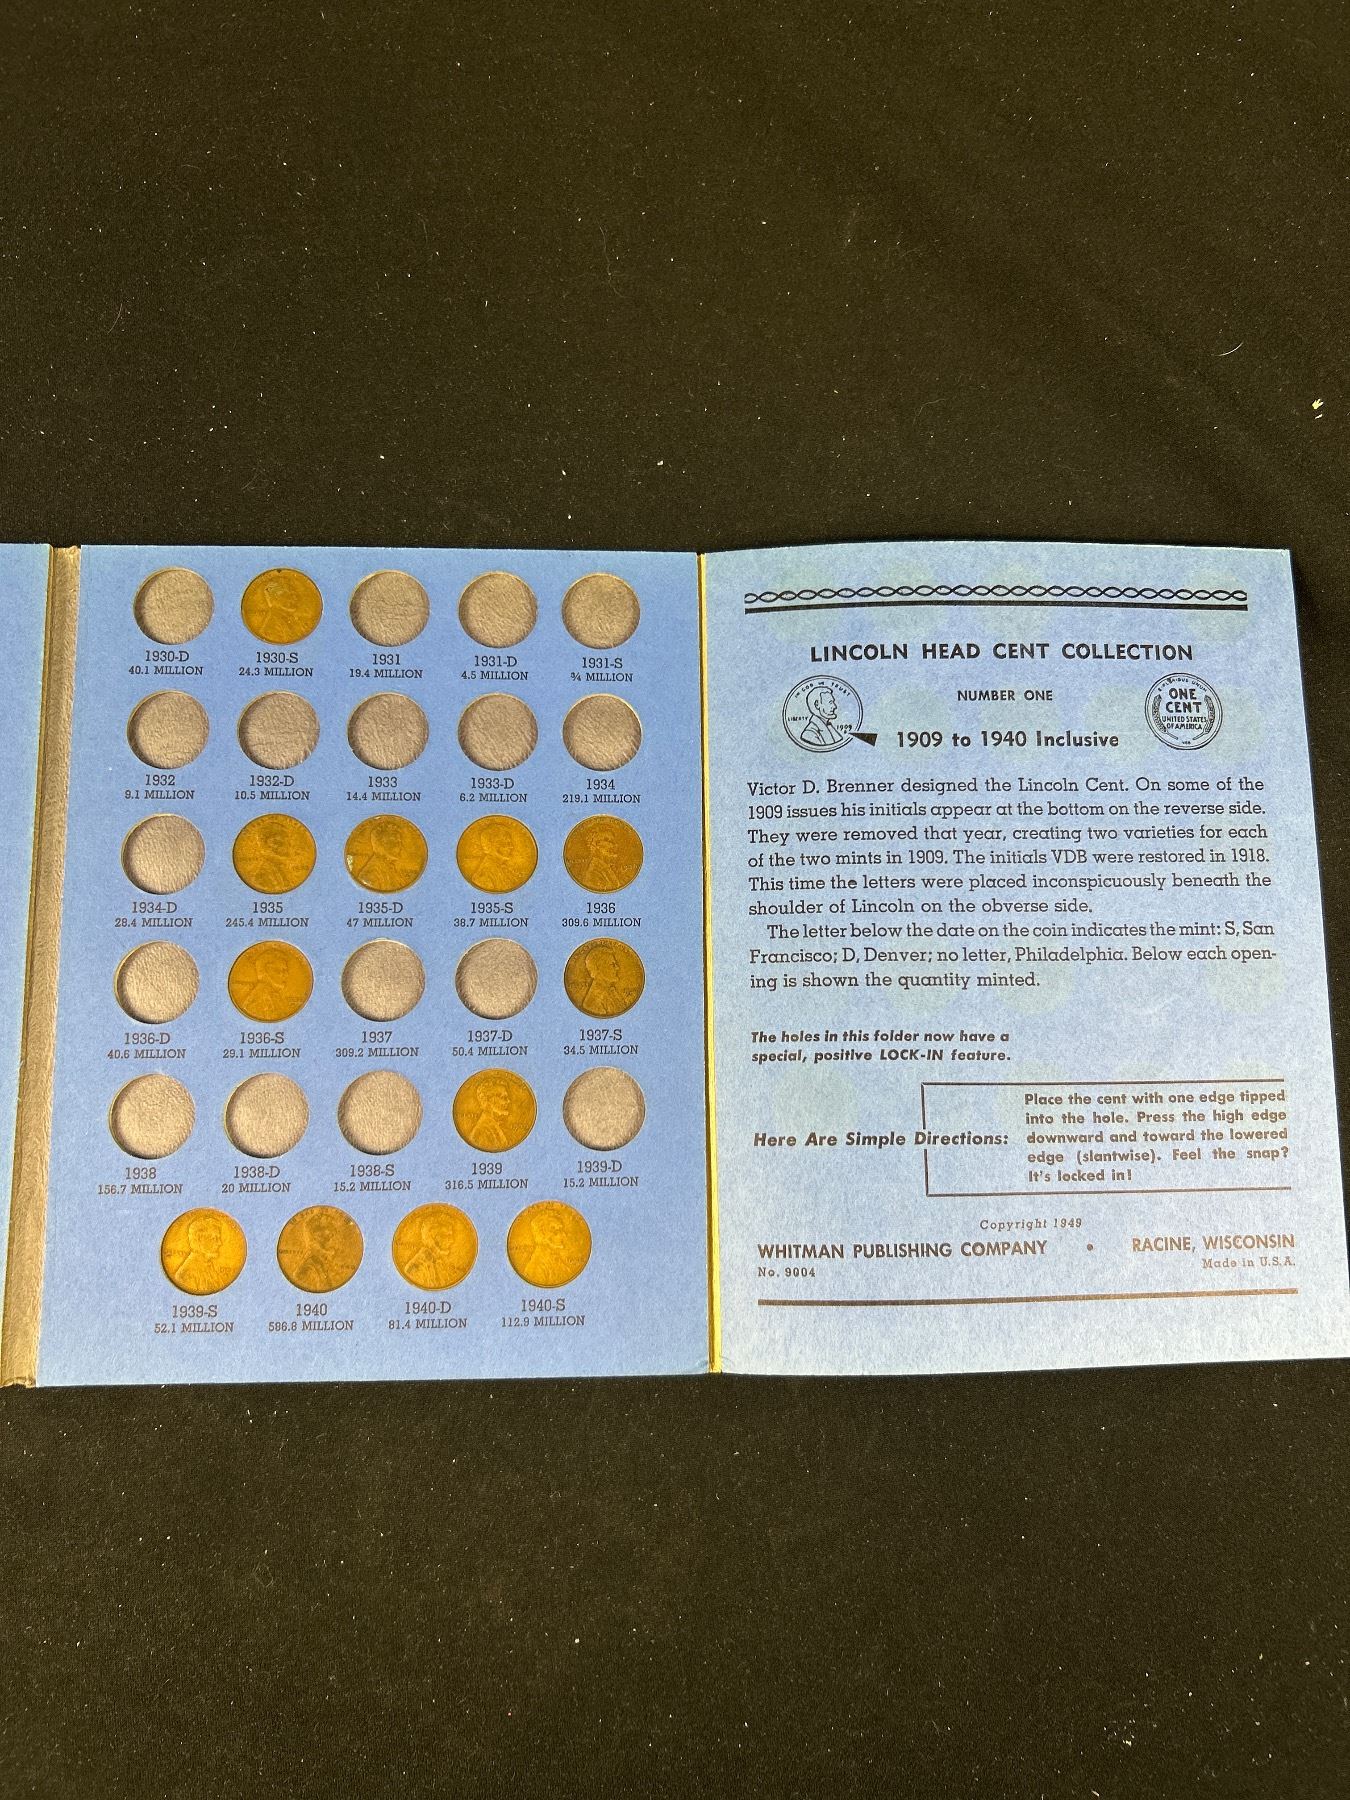 1930-D 1930-S 1931 1931-D 1931-S
40.1 MILLION 24.3 MILLION 19.4 MILLION 4.5 MILLION ¾ MILLION
1932 1932-D 1933 1933-D 1934
9.1 MILLION 10.5 MILLION 14.4 MILLION 6.2 MILLION 219.1 MILLION
1934-D 1935 1935-D 1935-S 1936
28.4 MILLION 245.4 MILLION 47 MILLION 38.7 MILLION 309.6 MILLION
1936-D 1936-S 1937 1937-D 1937-S
40.6 MILLION 29.1 MILLION 309.2 MILLION 50.4 MILLION 34.5 MILLION
1938 1938-D 1938-S 1939 1939-D
156.7 MILLION 20 MILLION 15.2 MILLION 316.5 MILLION 15.2 MILLION
1939-S 1940 1940-D 1940-S
52.1 MILLION 586.8 MILLION 81.4 MILLION 112.9 MILLION
LINCOLN HEAD CENT COLLECTION
NUMBER ONE
1909 to 1940 Inclusive
IN GOD WE TRUST
LIBERTY 1909
E·PLURIBUS·UNUM
ONE
CENT
UNITED STATES
OF AMERICA
Victor D. Brenner designed the Lincoln Cent. On some of the
1909 issues his initials appear at the bottom on the reverse side.
They were removed that year, creating two varieties for each
of the two mints in 1909. The initials VDB were restored in 1918.
This time the letters were placed inconspicuously beneath the
shoulder of Lincoln on the obverse side.
The letter below the date on the coin indicates the mint: S, San
Francisco; D, Denver; no letter, Philadelphia. Below each open-
ing is shown the quantity minted.
The holes in this folder now have a
special, positive LOCK-IN feature.
Here Are Simple Directions:
Place the cent with one edge tipped
into the hole. Press the high edge
downward and toward the lowered
edge (slantwise). Feel the snap?
It's locked in!
Copyright 1949
WHITMAN PUBLISHING COMPANY • RACINE, WISCONSIN
No. 9004 Made in U.S.A.